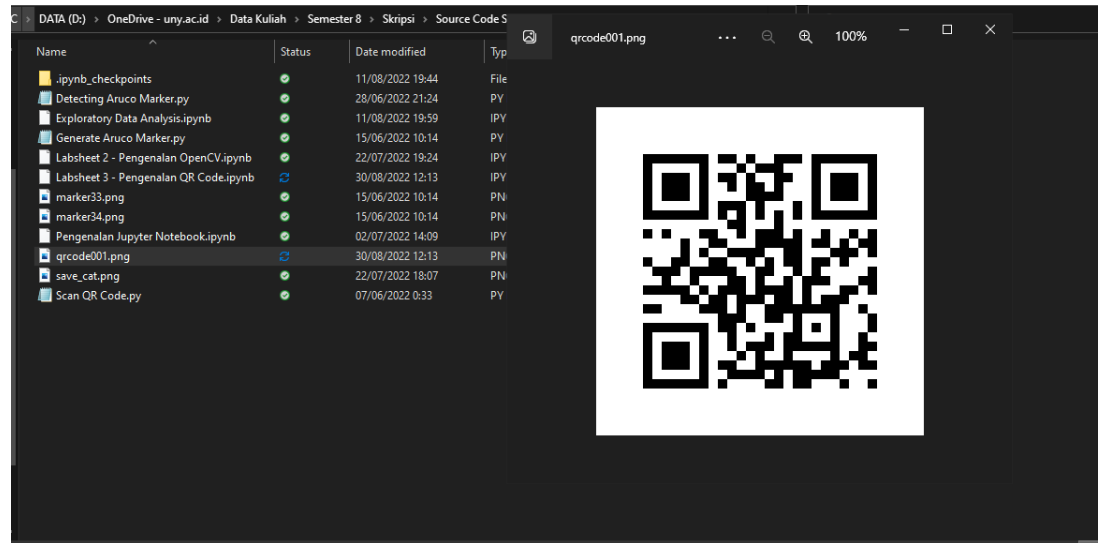 C > DATA (D:) > OneDrive - uny.ac.id > Data Kuliah > Semester 8 > Skripsi > Source Code S
qrcode001.png ... 100%
Name Status Date modified Typ
.ipynb_checkpoints 11/08/2022 19:44 File
Detecting Aruco Marker.py 28/06/2022 21:24 PY
Exploratory Data Analysis.ipynb 11/08/2022 19:59 IPY
Generate Aruco Marker.py 15/06/2022 10:14 PY
Labsheet 2 - Pengenalan OpenCV.ipynb 22/07/2022 19:24 IPY
Labsheet 3 - Pengenalan QR Code.ipynb 30/08/2022 12:13 IPY
marker33.png 15/06/2022 10:14 PN
marker34.png 15/06/2022 10:14 PN
Pengenalan Jupyter Notebook.ipynb 02/07/2022 14:09 IPY
qrcode001.png 30/08/2022 12:13 PN
save_cat.png 22/07/2022 18:07 PN
Scan QR Code.py 07/06/2022 0:33 PY